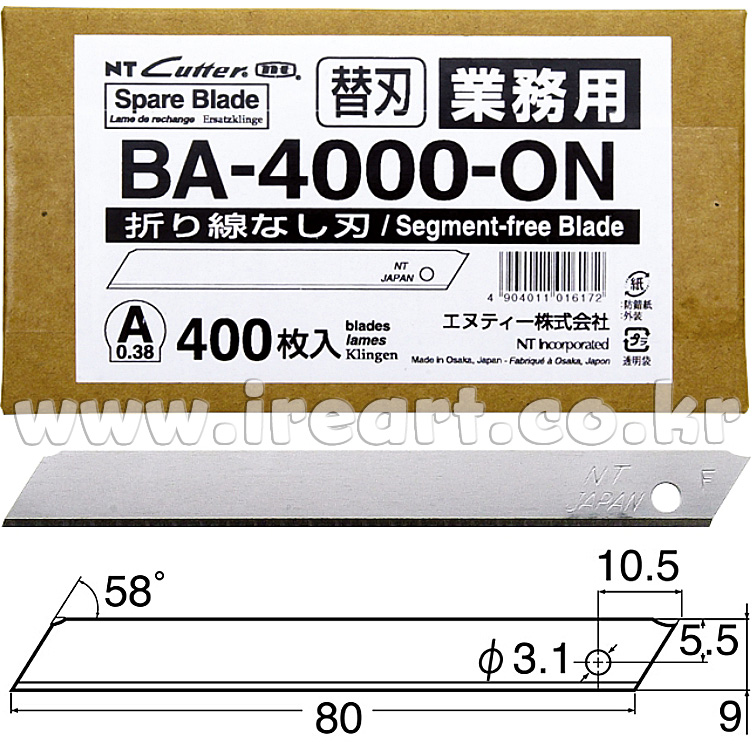 NT Cutter® mc®
Spare Blade
Lame de rechange Ersatzklinge
替刃
業務用
BA-4000-ON
折り線なし刃 / Segment-free Blade
NT
JAPAN
4 904011 016172
紙
:防錆紙
:外装
プラ
:透明袋
A
0.38
400枚入
blades
lames
Klingen
エヌティー株式会社
NT Incorporated
Made in Osaka, Japan - Fabriqué à Osaka, Japon
www.ireart.co.kr
NT
JAPAN
F
58°
10.5
5.5
φ3.1
80
9